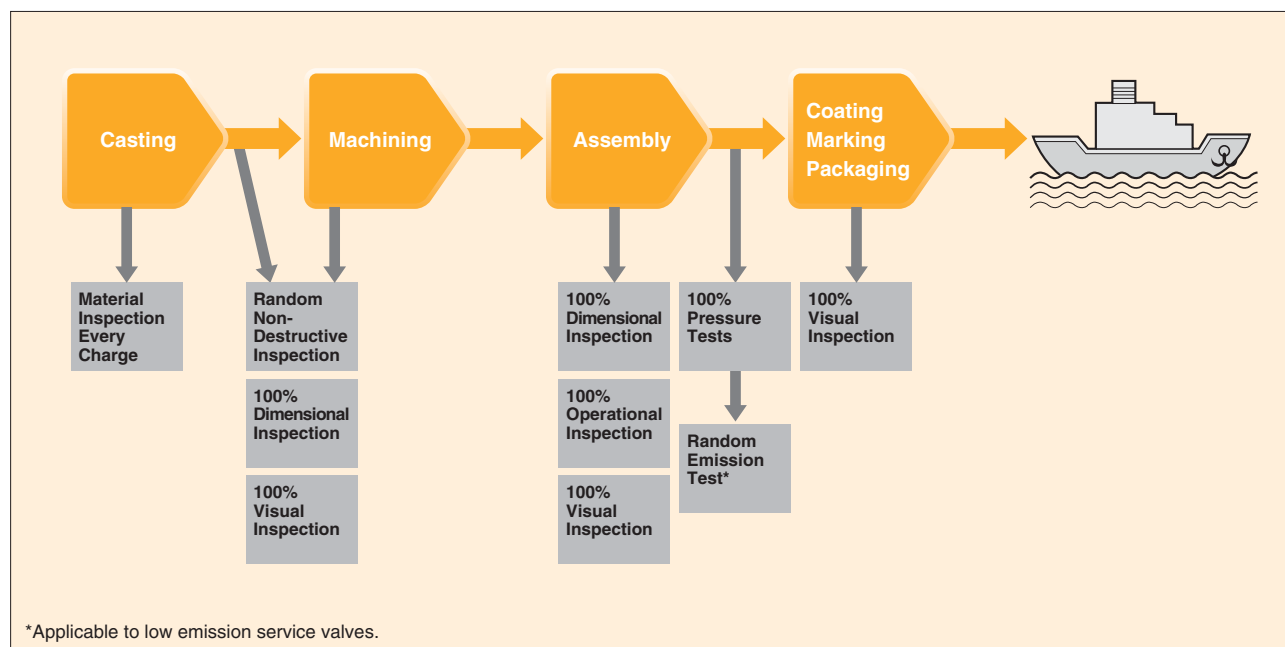 Casting
Machining
Assembly
Coating
Marking
Packaging
Material
Inspection
Every
Charge
Random
Non-
Destructive
Inspection
100%
Dimensional
Inspection
100%
Visual
Inspection
100%
Dimensional
Inspection
100%
Operational
Inspection
100%
Visual
Inspection
100%
Pressure
Tests
Random
Emission
Test*
100%
Visual
Inspection
*Applicable to low emission service valves.